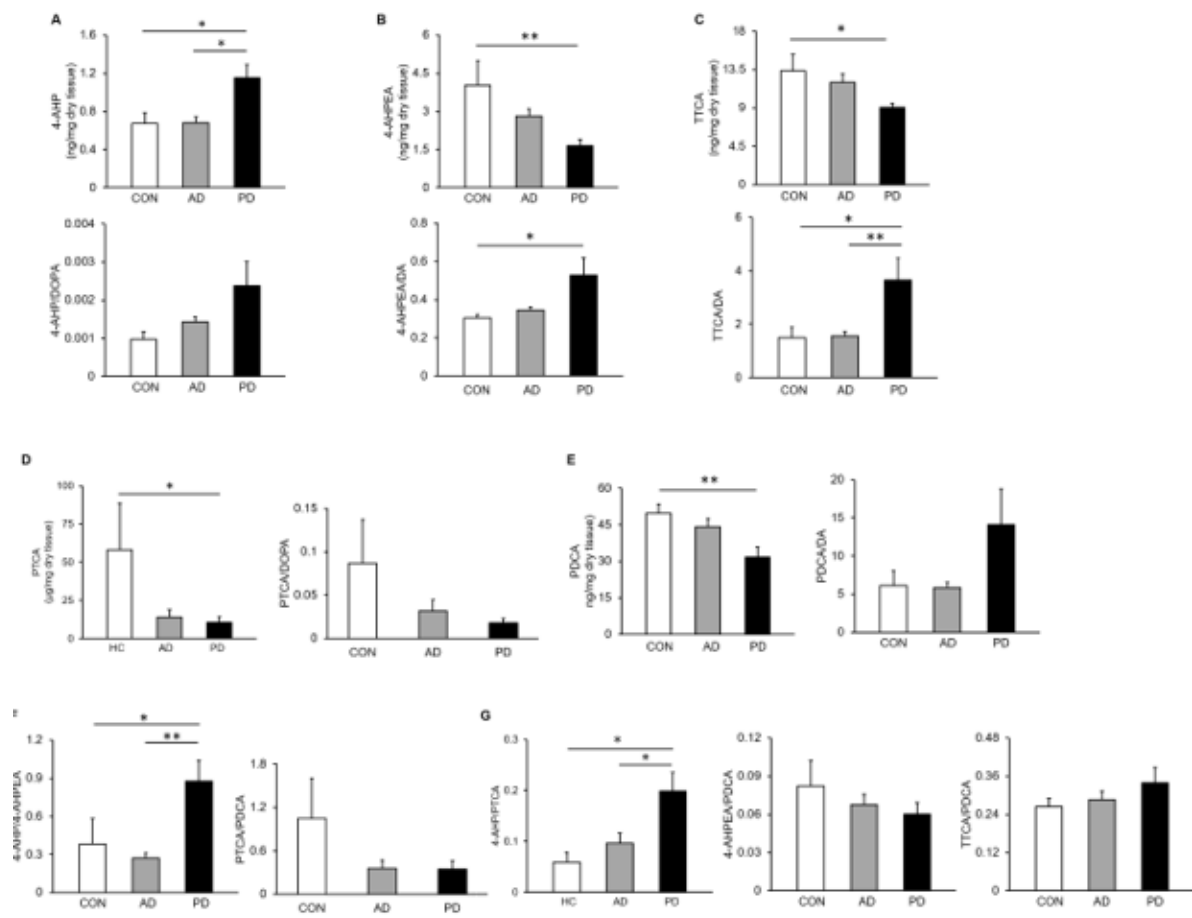 A
*
*
4-AHP
(ng/mg dry tissue)
1.6
1.2
0.8
0.4
0
CON AD PD
B
**
4-AHPEA
(ng/mg dry tissue)
6
4.5
3
1.5
0
CON AD PD
C
*
TTCA
(ng/mg dry tissue)
18
13.5
9
4.5
0
CON AD PD
4-AHP/DOPA
0.004
0.003
0.002
0.001
0
CON AD PD
*
4-AHPEA/DA
0.8
0.6
0.4
0.2
0
CON AD PD
*
**
TTCA/DA
6
4
2
0
CON AD PD
D
*
PTCA
(µg/mg dry tissue)
100
75
50
25
0
HC AD PD
PTCA/DOPA
0.15
0.1
0.05
0
CON AD PD
E
**
PDCA
ng/mg dry tissue)
60
45
30
15
0
CON AD PD
PDCA/DA
20
15
10
5
0
CON AD PD
*
**
4-AHP/4-AHPEA
1.2
0.9
0.6
0.3
0
CON AD PD
PTCA/PDCA
1.8
1.2
0.6
0
CON AD PD
G
*
*
4-AHP/PTCA
0.3
0.2
0.1
0
HC AD PD
4-AHPEA/PDCA
0.12
0.09
0.06
0.03
0
CON AD PD
TTCA/PDCA
0.48
0.36
0.24
0.12
0
CON AD PD